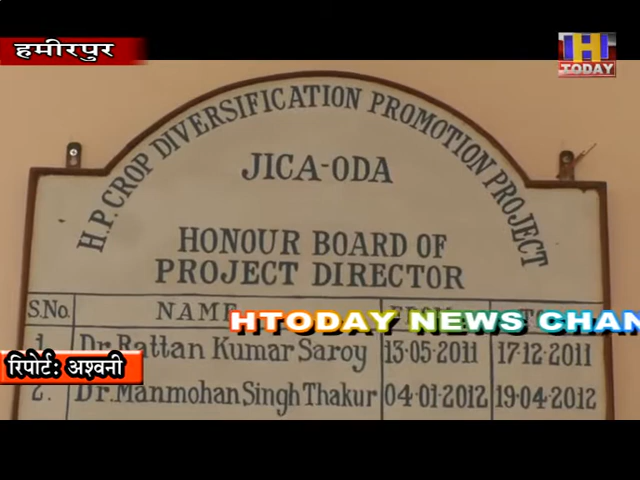 हमीरपुर
H TODAY
H.P. CROP DIVERSIFICATION PROMOTION PROJECT
JICA-ODA
HONOUR BOARD OF
PROJECT DIRECTOR
S.No. NAME FROM TO
HTODAY NEWS CHAN
1. Dr. Rattan Kumar Saroy 13·05·2011 17·12·2011
रिपोर्ट: अश्वनी
2. Dr. Manmohan Singh Thakur 04·01·2012 19·04·2012